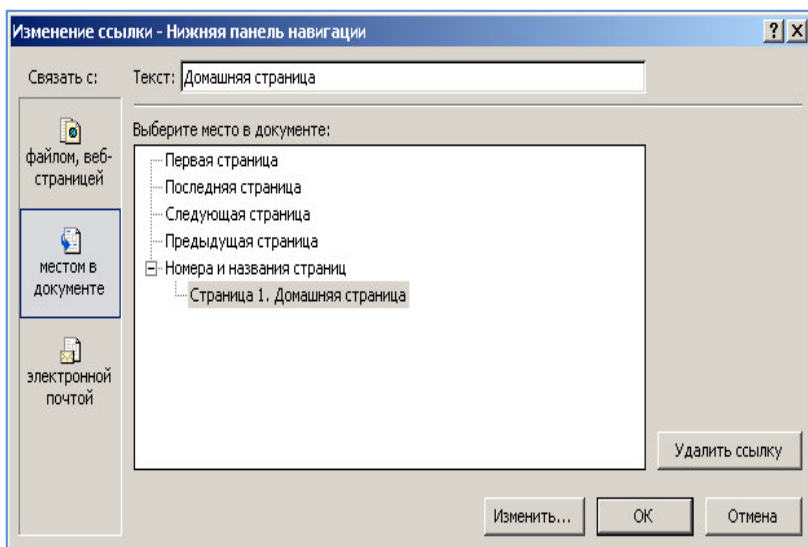 Изменение ссылки - Нижняя панель навигации
Связать с:
Текст: Домашняя страница
файлом, веб-
страницей
местом в
документе
электронной
почтой
Выберите место в документе:
Первая страница
Последняя страница
Следующая страница
Предыдущая страница
Номера и названия страниц
Страница 1. Домашняя страница
Удалить ссылку
Изменить...
ОК
Отмена